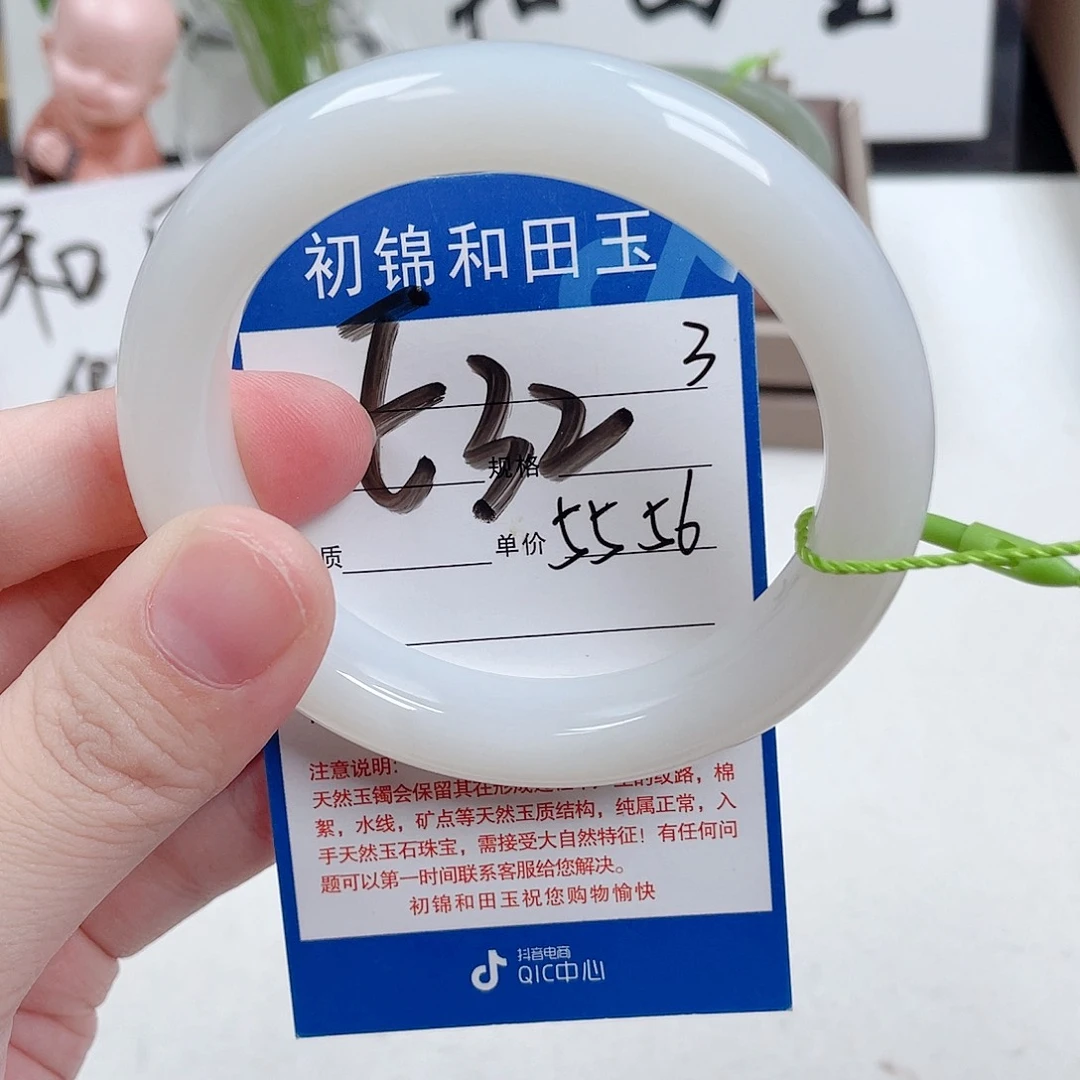 初锦和田玉
3
规格
质
单价 55 56
注意说明:
天然玉镯会保留其在形成过
的纹路，棉
絮，水线，矿点等天然玉质结构，纯属正常，入
手天然玉石珠宝，需接受大自然特征！有任何问
题可以第一时间联系客服给您解决。
初锦和田玉祝您购物愉快
抖音电商
QIC中心
和